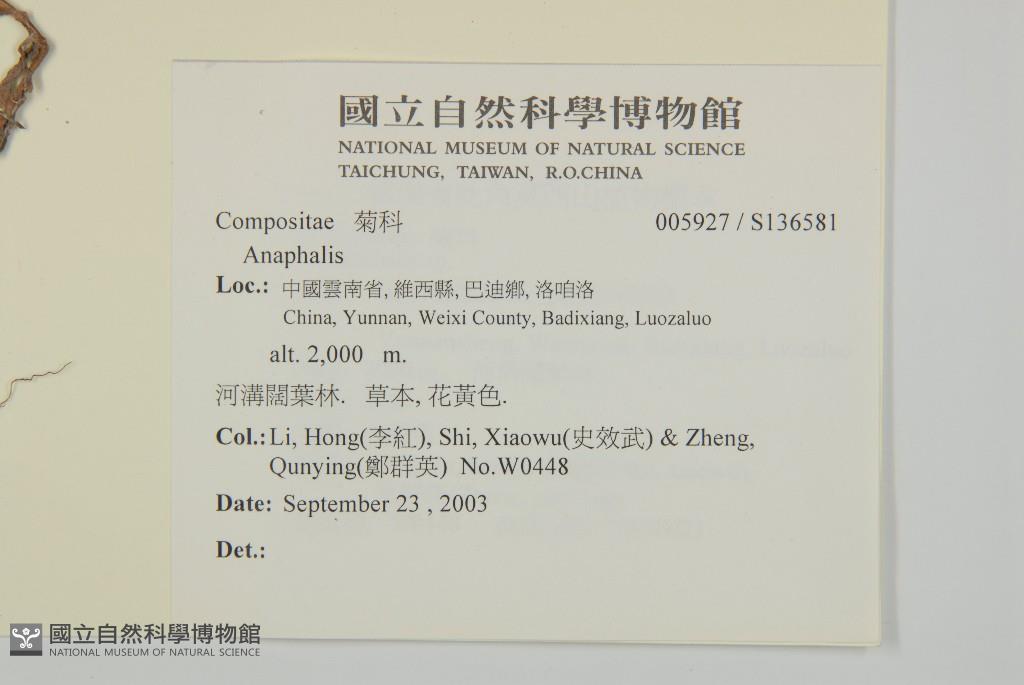 國立自然科學博物館
NATIONAL MUSEUM OF NATURAL SCIENCE
TAICHUNG, TAIWAN, R.O.CHINA
Compositae 菊科 005927 / S136581
Anaphalis
Loc.: 中國雲南省, 維西縣, 巴迪鄉, 洛咱洛
China, Yunnan, Weixi County, Badixiang, Luozaluo
alt. 2,000 m.
河溝闊葉林. 草本, 花黃色.
Col.: Li, Hong(李紅), Shi, Xiaowu(史效武) & Zheng,
Qunying(鄭群英) No.W0448
Date: September 23 , 2003
Det.:
國立自然科學博物館
NATIONAL MUSEUM OF NATURAL SCIENCE